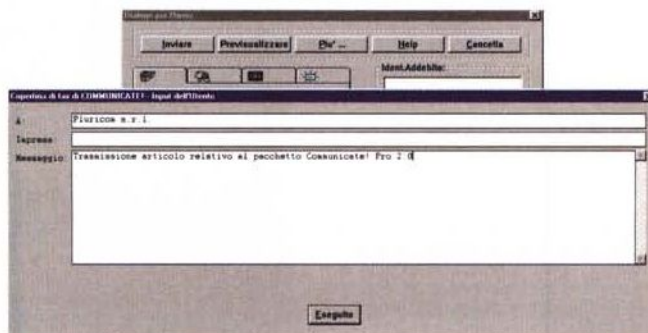 Inviare Previsualizzare Piu' ... Help Cancella
Ident.Addebito:
Copertina di fax di COMMUNICATE! - Input dell'Utente
A: Pluricom s.r.l.
Impresa:
Messaggio: Trasmissione articolo relativo al pacchetto Communicate! Pro 2 0
Eseguito